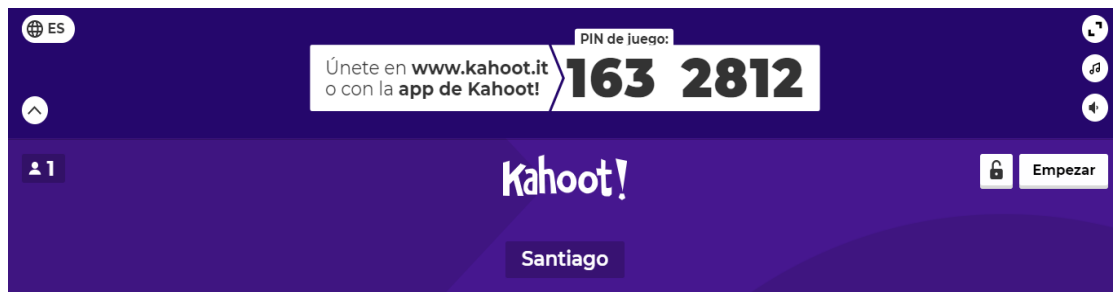 ES
PIN de juego:
Únete en www.kahoot.it
o con la app de Kahoot!
163 2812
1
Kahoot!
Empezar
Santiago